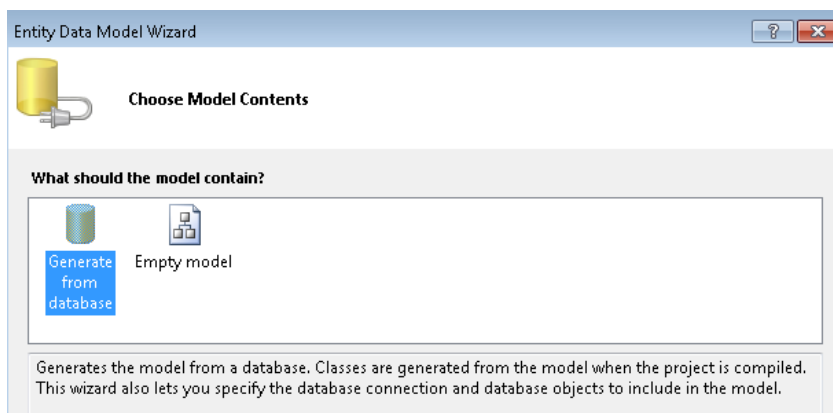 Entity Data Model Wizard
Choose Model Contents
What should the model contain?
Generate
from
database
Empty model
Generates the model from a database. Classes are generated from the model when the project is compiled.
This wizard also lets you specify the database connection and database objects to include in the model.